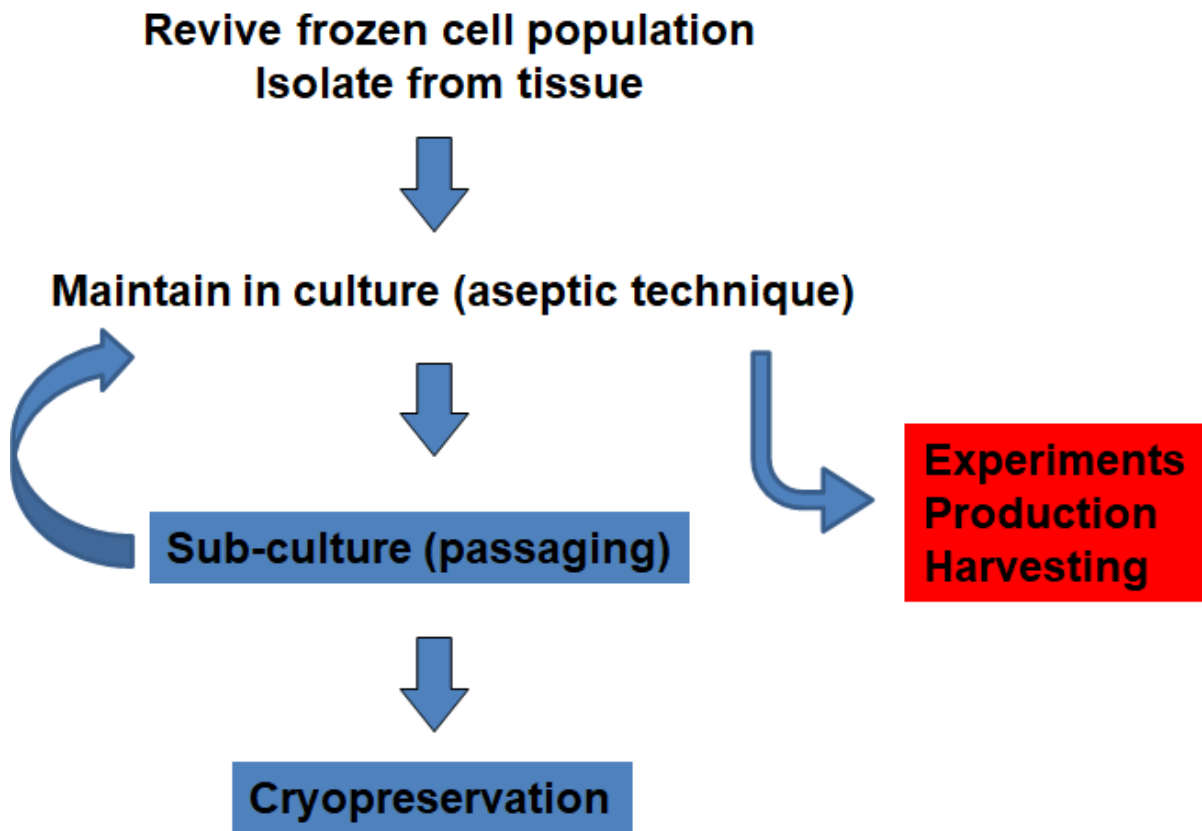 Revive frozen cell population
Isolate from tissue
Maintain in culture (aseptic technique)
Experiments
Production
Harvesting
Sub-culture (passaging)
Cryopreservation